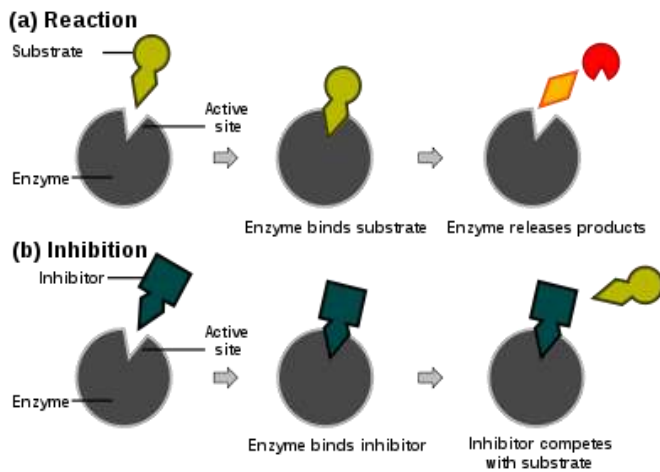 (a) Reaction
Substrate
Active
site
Enzyme
Enzyme binds substrate
Enzyme releases products
(b) Inhibition
Inhibitor
Active
site
Enzyme
Enzyme binds inhibitor
Inhibitor competes
with substrate